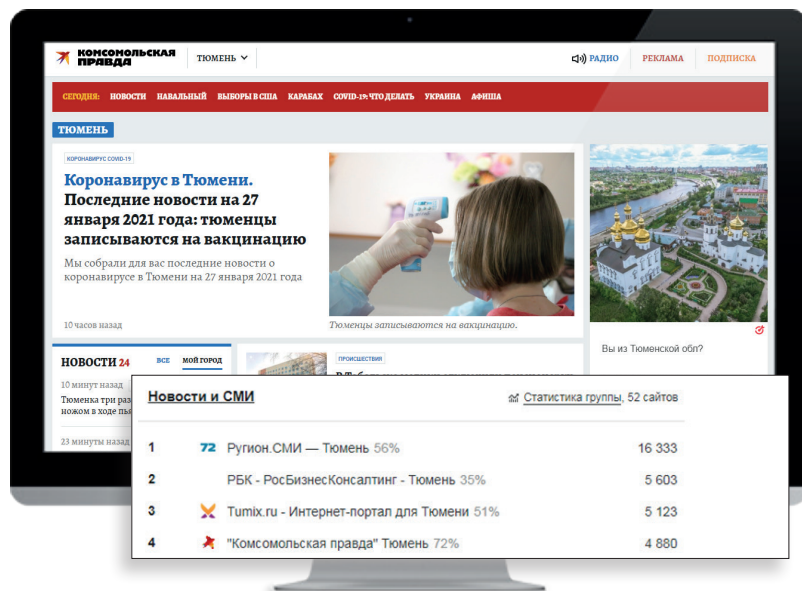 КОМСОМОЛЬСКАЯ
ПРАВДА
ТЮМЕНЬ
РАДИО
РЕКЛАМА
ПОДПИСКА
СЕГОДНЯ: НОВОСТИ НАВАЛЬНЫЙ ВЫБОРЫ В США КАРАБАХ COVID-19: ЧТО ДЕЛАТЬ УКРАИНА АФИША
ТЮМЕНЬ
КОРОНАВИРУС COVID-19
Коронавирус в Тюмени.
Последние новости на 27
января 2021 года: тюменцы
записываются на вакцинацию
Мы собрали для вас последние новости о
коронавирусе в Тюмени на 27 января 2021 года
10 часов назад
Тюменцы записываются на вакцинацию.
Вы из Тюменской обл?
НОВОСТИ 24
ВСЕ
МОЙ ГОРОД
10 минут назад
Тюменка три раз
ножом в ходе
23 минуты назад
ПРОИСШЕСТВИЯ
Новости и СМИ
Статистика группы, 52 сайтов
1 72 Ругион.СМИ — Тюмень 56% 16 333
2 РБК - РосБизнесКонсалтинг - Тюмень 35% 5 603
3 Tumix.ru - Интернет-портал для Тюмени 51% 5 123
4 "Комсомольская правда" Тюмень 72% 4 880